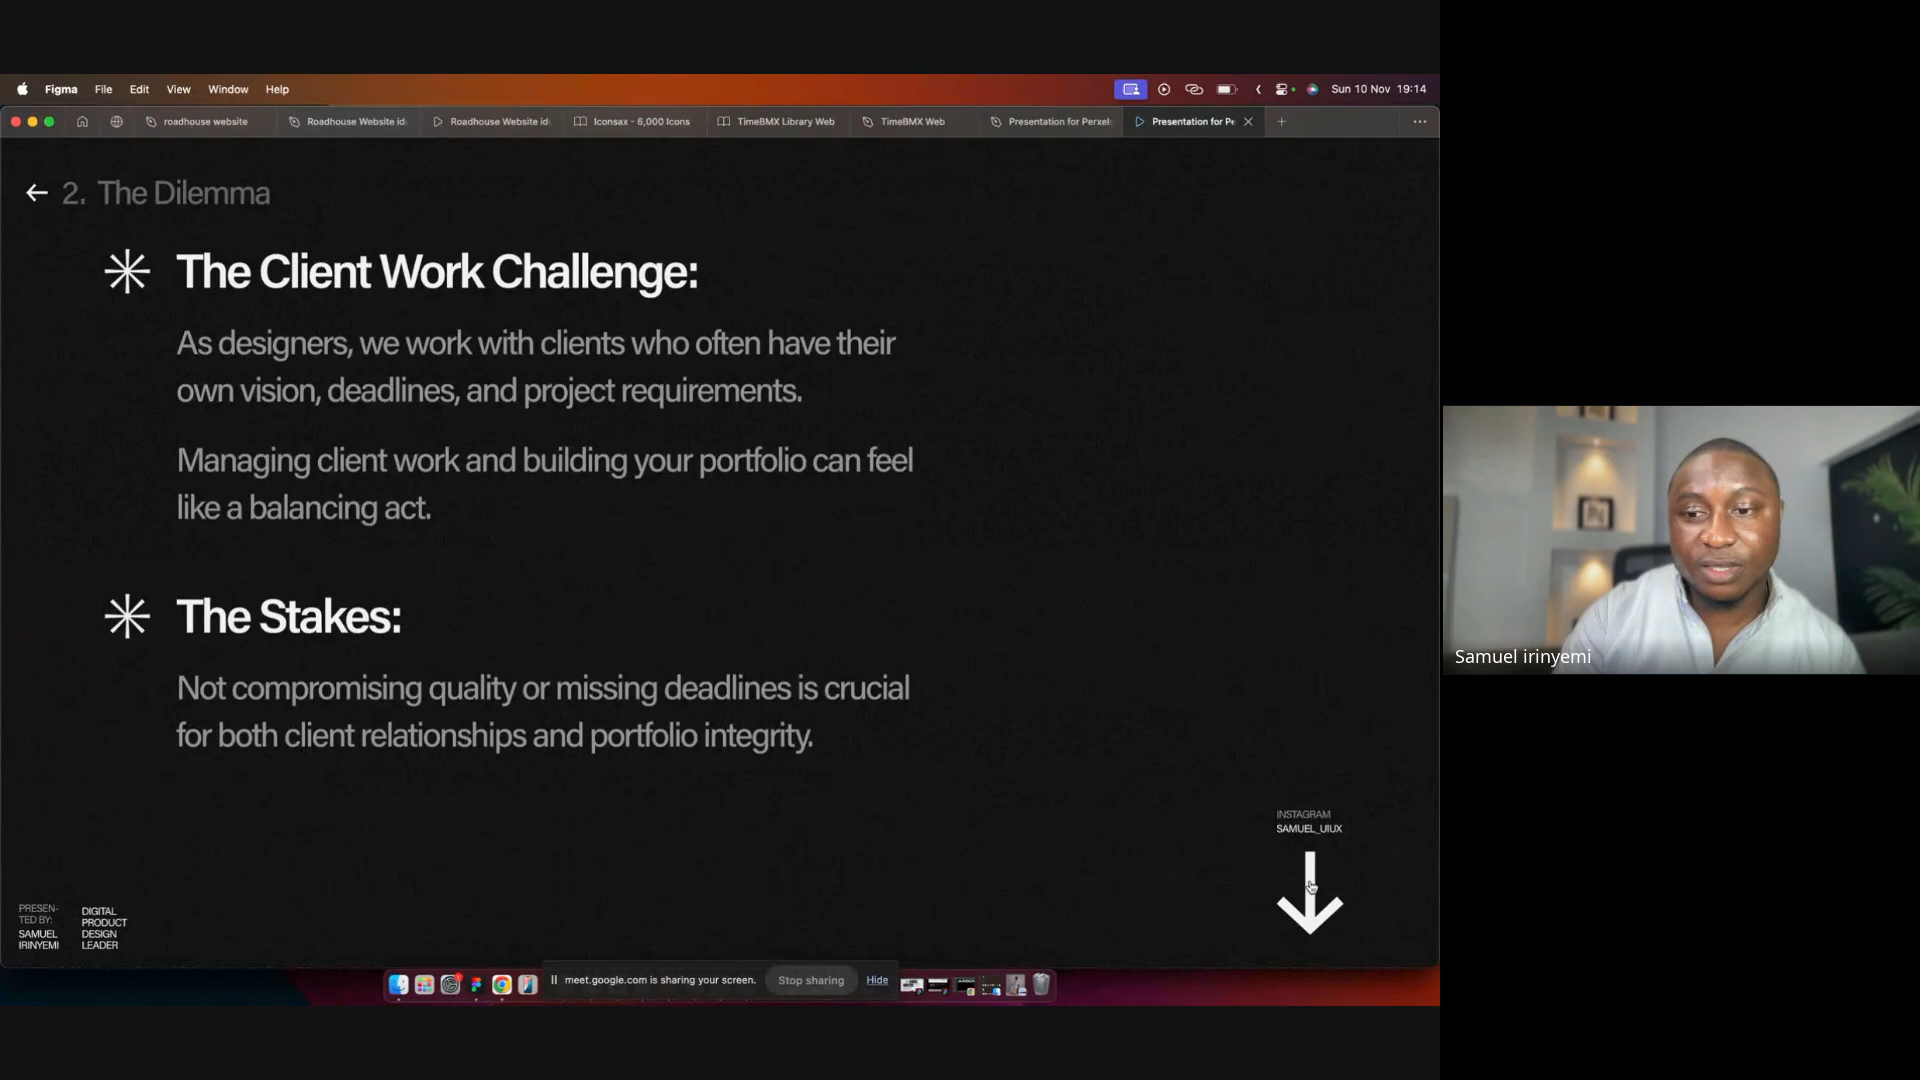 Figma File Edit View Window Help Sun 10 Nov 19:14
roadhouse website Roadhouse Website id Roadhouse Website id Iconsax - 6,000 Icons TimeBMX Library Web TimeBMX Web Presentation for Perxel Presentation for Pe
2. The Dilemma
The Client Work Challenge:
As designers, we work with clients who often have their
own vision, deadlines, and project requirements.
Managing client work and building your portfolio can feel
like a balancing act.
The Stakes:
Not compromising quality or missing deadlines is crucial
for both client relationships and portfolio integrity.
Samuel irinyemi
INSTAGRAM
SAMUEL_UIUX
PRESEN-
TED BY:
SAMUEL
IRINYEMI
DIGITAL
PRODUCT
DESIGN
LEADER
meet.google.com is sharing your screen. Stop sharing Hide